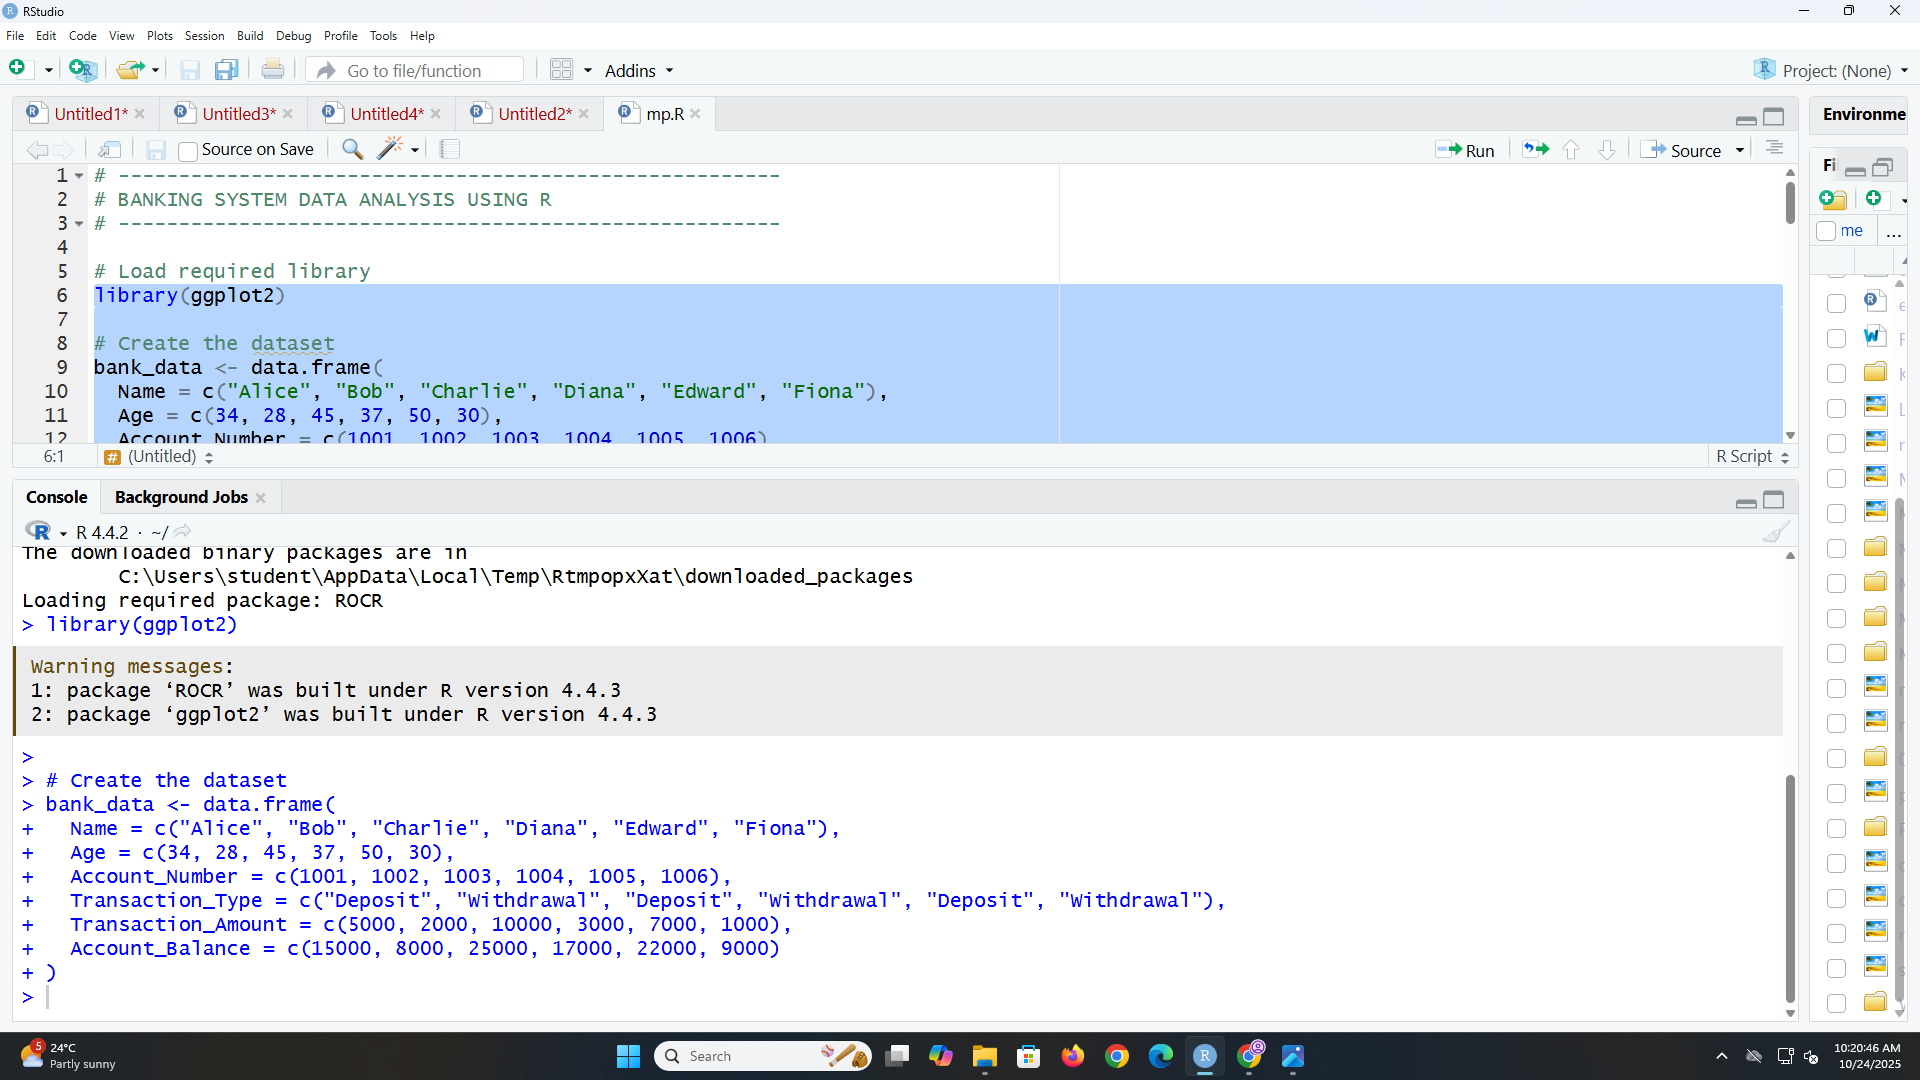 RStudio
File Edit Code View Plots Session Build Debug Profile Tools Help
Go to file/function Addins Project: (None)
Untitled1* Untitled3* Untitled4* Untitled2* mp.R Environme
Source on Save Run Source Fi
me ...
1 # -------------------------------------------------------
2 # BANKING SYSTEM DATA ANALYSIS USING R
3 # -------------------------------------------------------
4
5 # Load required library
6 library(ggplot2)
7
8 # Create the dataset
9 bank_data <- data.frame(
10 Name = c("Alice", "Bob", "Charlie", "Diana", "Edward", "Fiona"),
11 Age = c(34, 28, 45, 37, 50, 30),
12 Account_Number = c(1001, 1002, 1003, 1004, 1005, 1006)
6:1 # (Untitled) R Script
Console Background Jobs
R 4.4.2 · ~/
The downloaded binary packages are in
C:\Users\student\AppData\Local\Temp\RtmpopxXat\downloaded_packages
Loading required package: ROCR
> library(ggplot2)
Warning messages:
1: package ‘ROCR’ was built under R version 4.4.3
2: package ‘ggplot2’ was built under R version 4.4.3
>
> # Create the dataset
> bank_data <- data.frame(
+ Name = c("Alice", "Bob", "Charlie", "Diana", "Edward", "Fiona"),
+ Age = c(34, 28, 45, 37, 50, 30),
+ Account_Number = c(1001, 1002, 1003, 1004, 1005, 1006),
+ Transaction_Type = c("Deposit", "Withdrawal", "Deposit", "Withdrawal", "Deposit", "Withdrawal"),
+ Transaction_Amount = c(5000, 2000, 10000, 3000, 7000, 1000),
+ Account_Balance = c(15000, 8000, 25000, 17000, 22000, 9000)
+ )
>
5 24°C
Partly sunny
Search
10:20:46 AM
10/24/2025